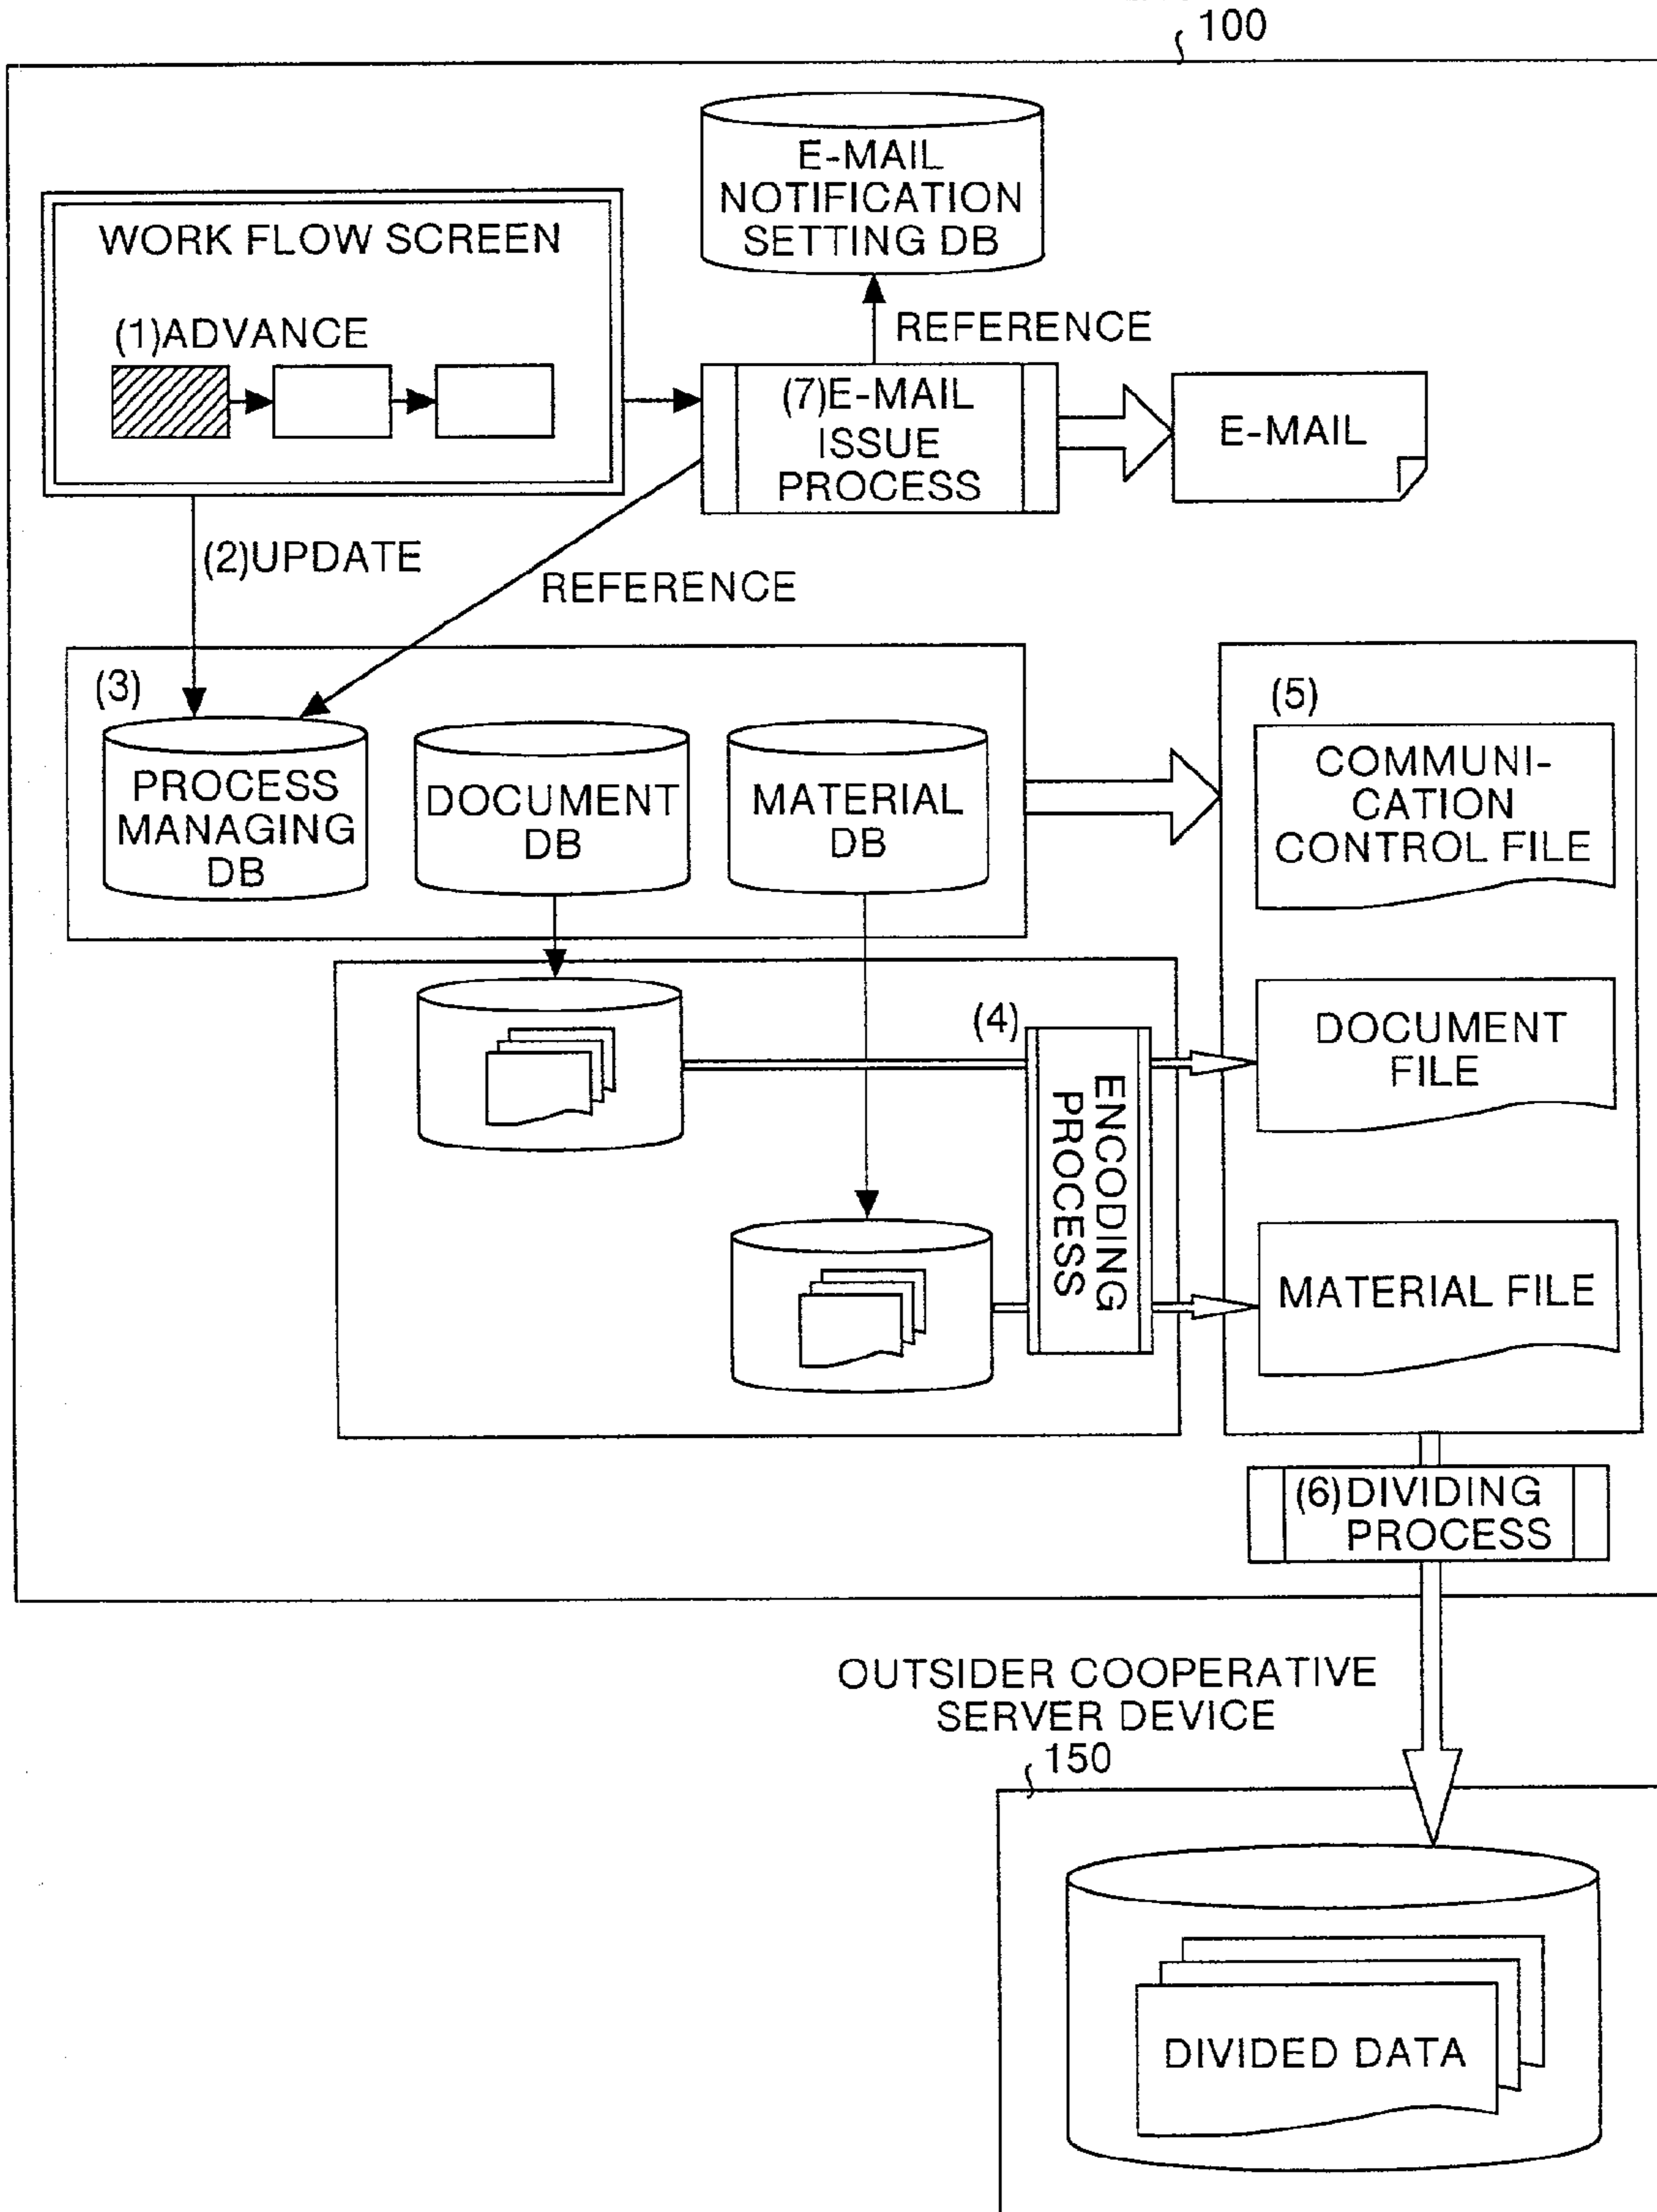 100
E-MAIL
NOTIFICATION
SETTING DB
WORK FLOW SCREEN
(1)ADVANCE
REFERENCE
(7)E-MAIL
ISSUE
PROCESS
E-MAIL
(2)UPDATE
REFERENCE
(3)
PROCESS
MANAGING
DB
DOCUMENT
DB
MATERIAL
DB
(5)
COMMUNI-
CATION
CONTROL FILE
(4)
ENCODING
PROCESS
DOCUMENT
FILE
MATERIAL FILE
(6)DIVIDING
PROCESS
OUTSIDER COOPERATIVE
SERVER DEVICE
150
DIVIDED DATA